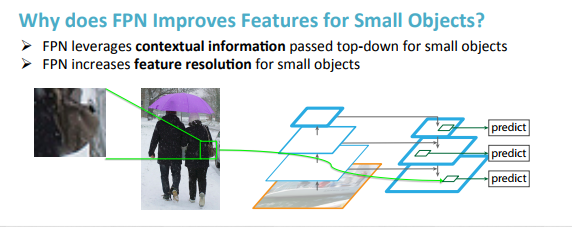 Why does FPN Improves Features for Small Objects?
➢ FPN leverages contextual information passed top-down for small objects
➢ FPN increases feature resolution for small objects
predict
predict
predict